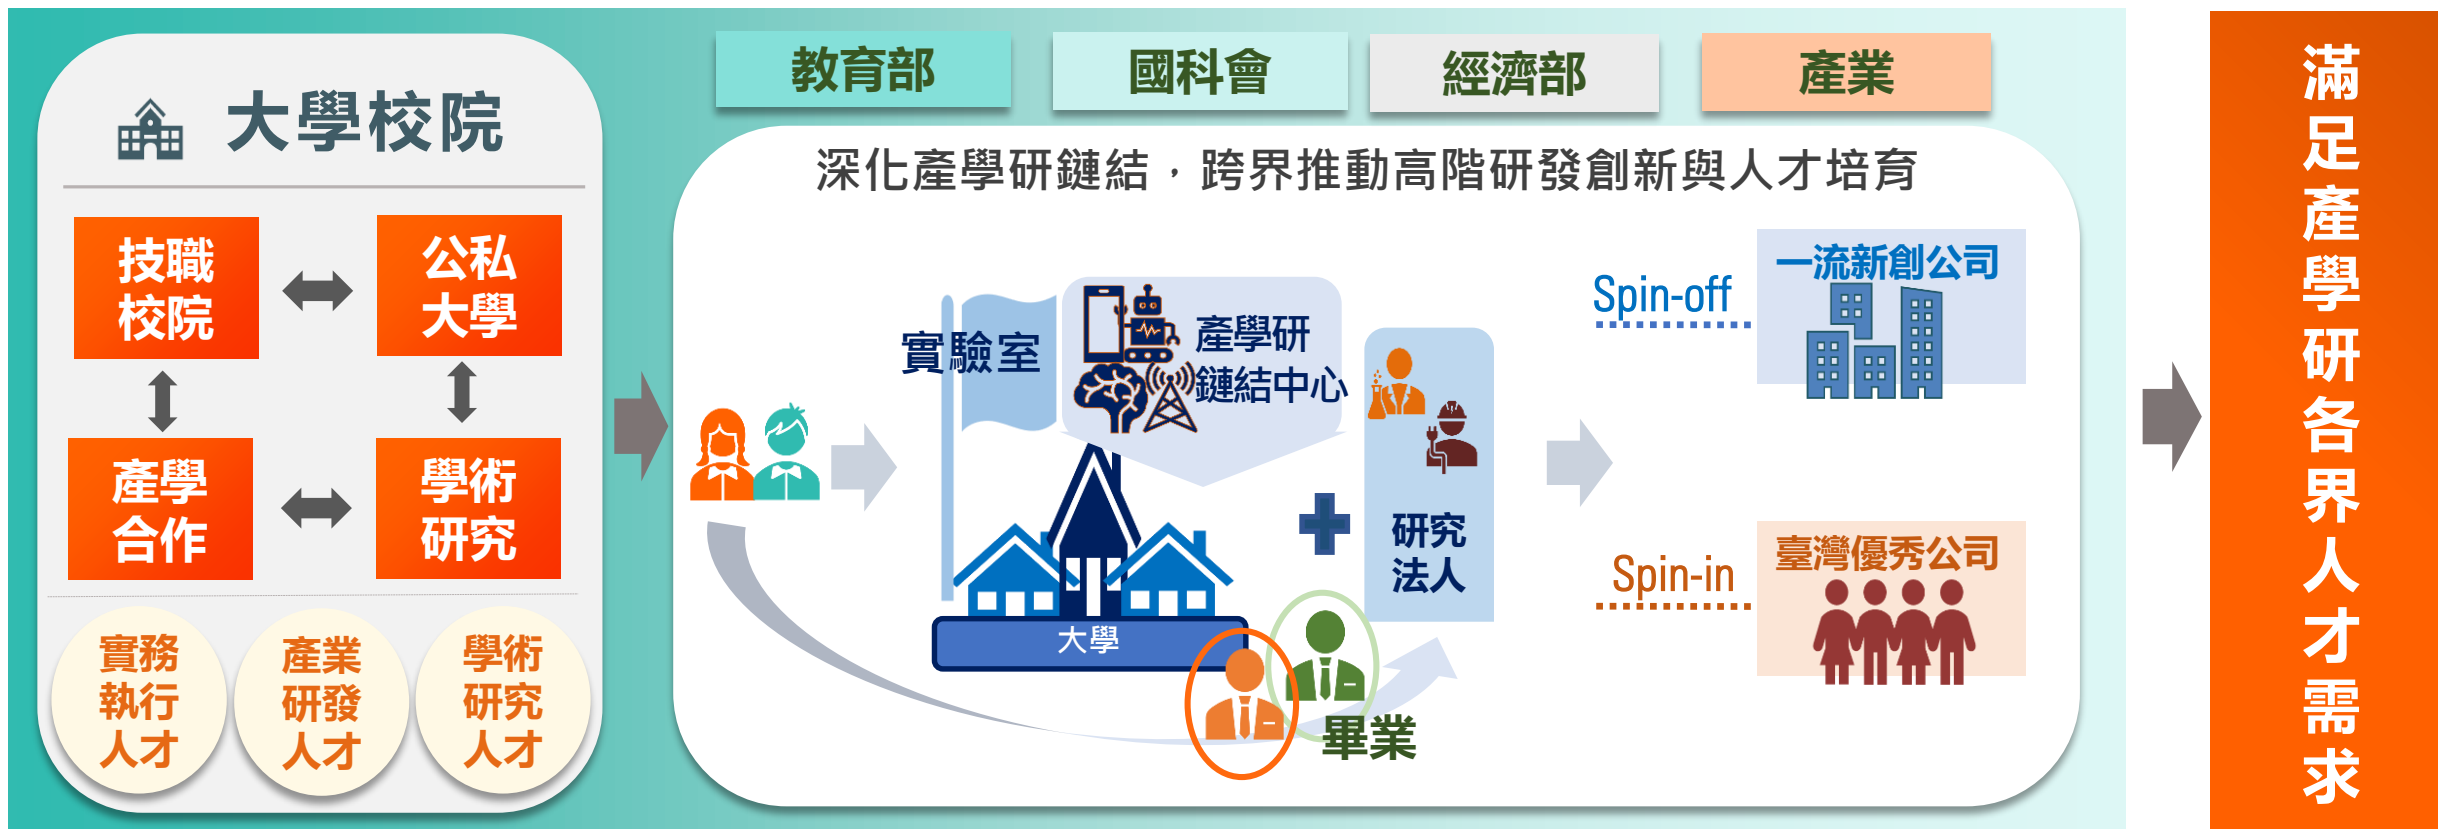 大學校院
技職
校院
公私
大學
產學
合作
學術
研究
實務
執行
人才
產業
研發
人才
學術
研究
人才
教育部
國科會
經濟部
產業
深化產學研鏈結，跨界推動高階研發創新與人才培育
實驗室
產學研
鏈結中心
大學
研究
法人
畢業
Spin-off
一流新創公司
Spin-in
臺灣優秀公司
滿足產學研各界人才需求